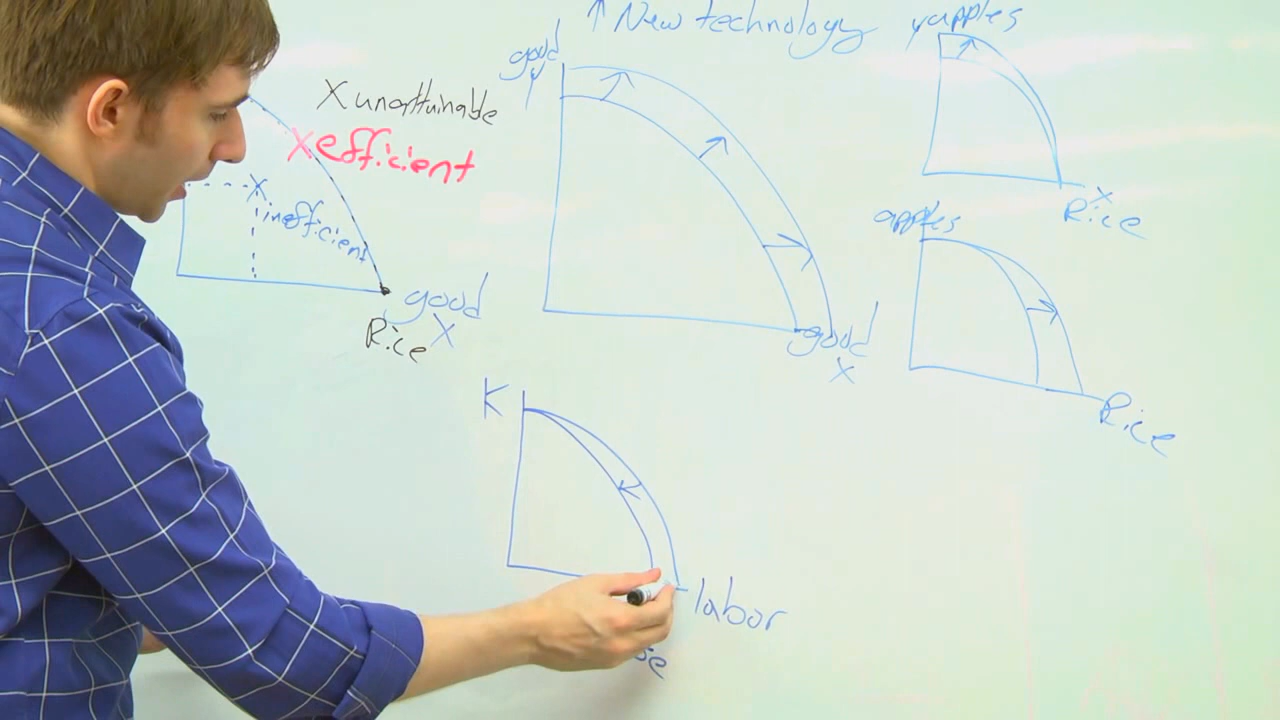 ↑ New technology
X unattainable
X efficient
X
inefficient
good
X
Rice
good
Y
good
X
Y apples
X
Rice
apples
Rice
K
labor